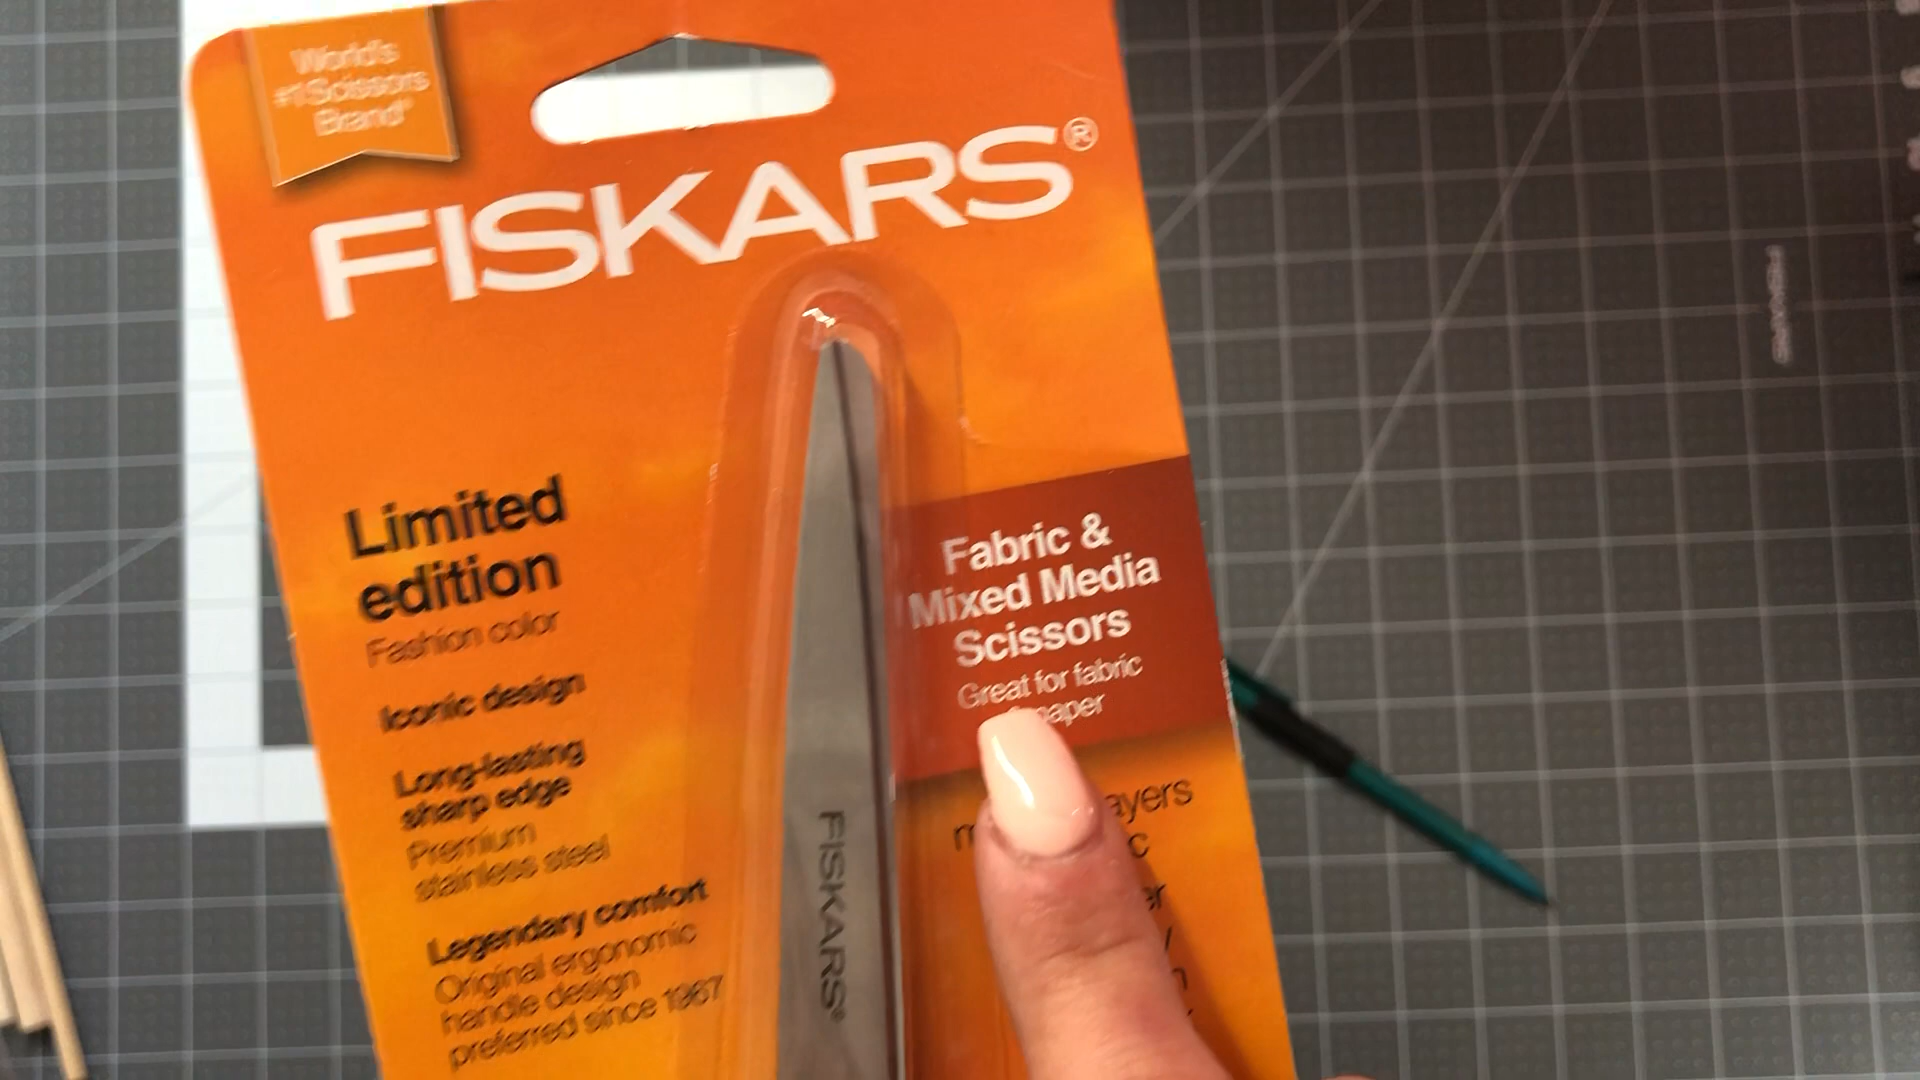 World's
#1 Scissors
Brand*
FISKARS®
Limited
edition
Fashion color
Iconic design
Long-lasting
sharp edge
Premium
stainless steel
Legendary comfort
Original ergonomic
handle design
preferred since 1967
Fabric &
Mixed Media
Scissors
Great for fabric
paper
FISKARS®
FISKARS